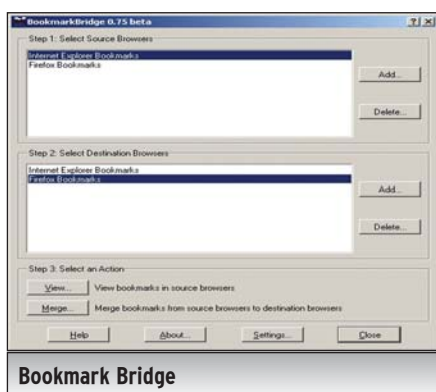 BookmarkBridge 0.75 beta
Step 1: Select Source Browsers
Internet Explorer Bookmarks
Firefox Bookmarks
Add...
Delete...
Step 2: Select Destination Browsers
Internet Explorer Bookmarks
Firefox Bookmarks
Add...
Delete...
Step 3: Select an Action
View... View bookmarks in source browsers
Merge... Merge bookmarks from source browsers to destination browsers
Help About... Settings... Close
Bookmark Bridge